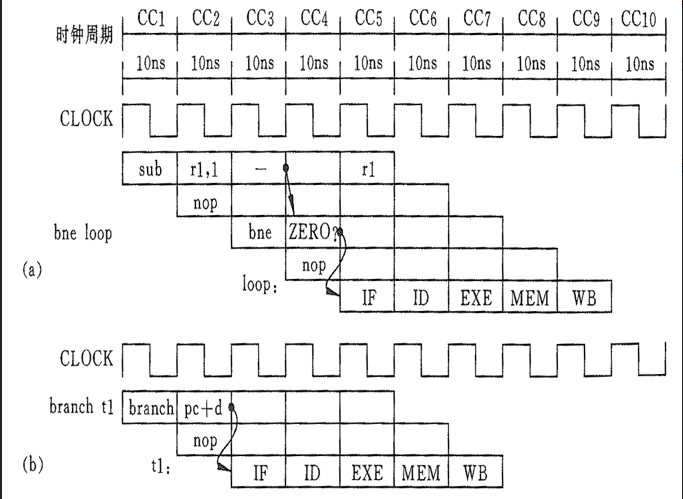 时钟周期 CC1 CC2 CC3 CC4 CC5 CC6 CC7 CC8 CC9 CC10
10ns 10ns 10ns 10ns 10ns 10ns 10ns 10ns 10ns 10ns
CLOCK
sub r1,1 - r1
nop
bne loop bne ZERO?
(a) nop
loop: IF ID EXE MEM WB
CLOCK
branch t1 branch pc+d
nop
(b) t1: IF ID EXE MEM WB